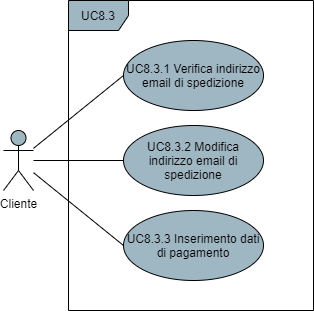 UC8.3
UC8.3.1 Verifica indirizzo
email di spedizione
UC8.3.2 Modifica
indirizzo email di
spedizione
Cliente
UC8.3.3 Inserimento dati
di pagamento